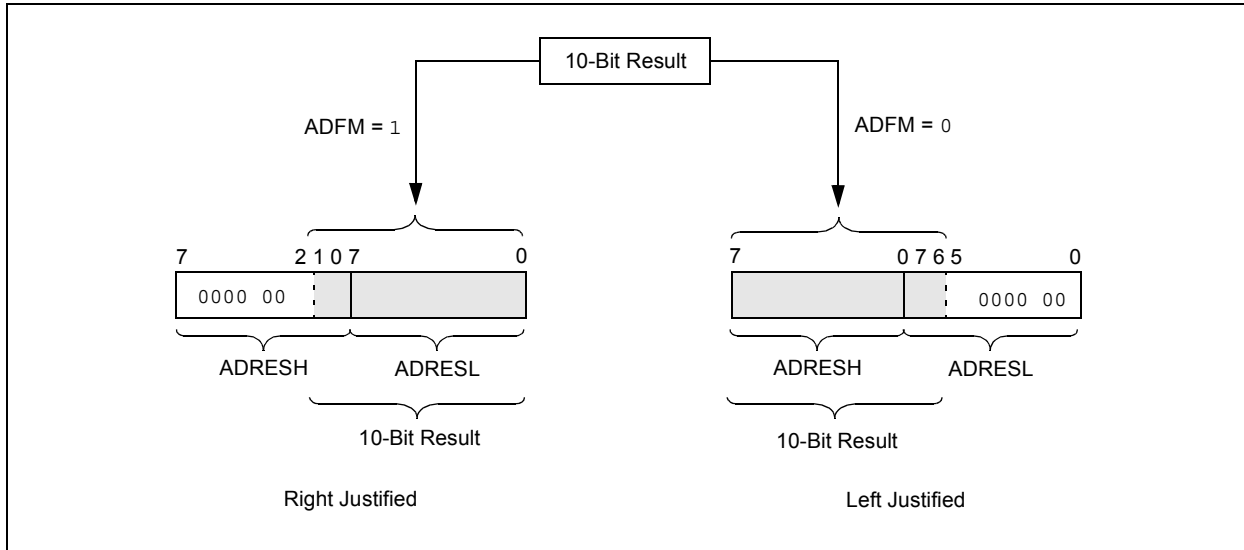 10-Bit Result
ADFM = 1
ADFM = 0
7 2 1 0 7 0
7 0 7 6 5 0
0000 00
0000 00
ADRESH
ADRESL
ADRESH
ADRESL
10-Bit Result
10-Bit Result
Right Justified
Left Justified